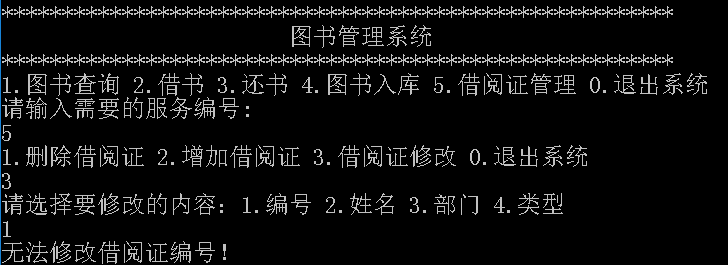 ******************************************************************
图书管理系统
******************************************************************
1.图书查询 2.借书 3.还书 4.图书入库 5.借阅证管理 0.退出系统
请输入需要的服务编号:
5
1.删除借阅证 2.增加借阅证 3.借阅证修改 0.退出系统
3
请选择要修改的内容: 1.编号 2.姓名 3.部门 4.类型
1
无法修改借阅证编号!